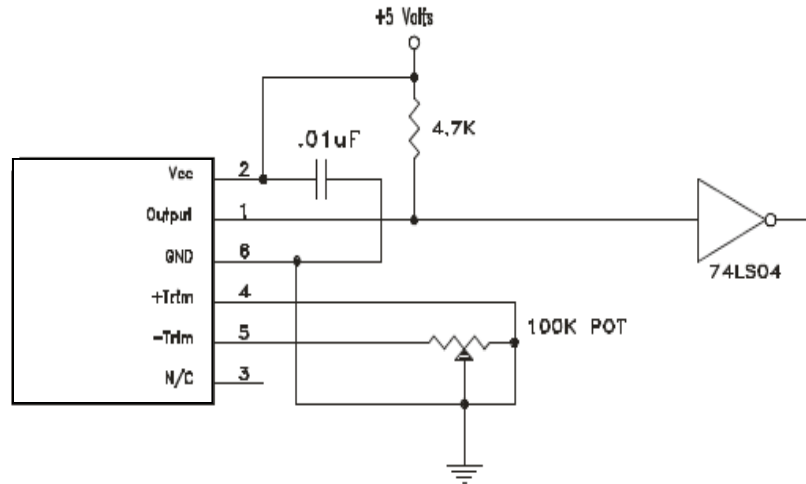 +5 Volts
4.7K
.01uF
Vcc 2
Output 1
GND 6
+Trim 4
-Trim 5
N/C 3
74LS04
100K POT